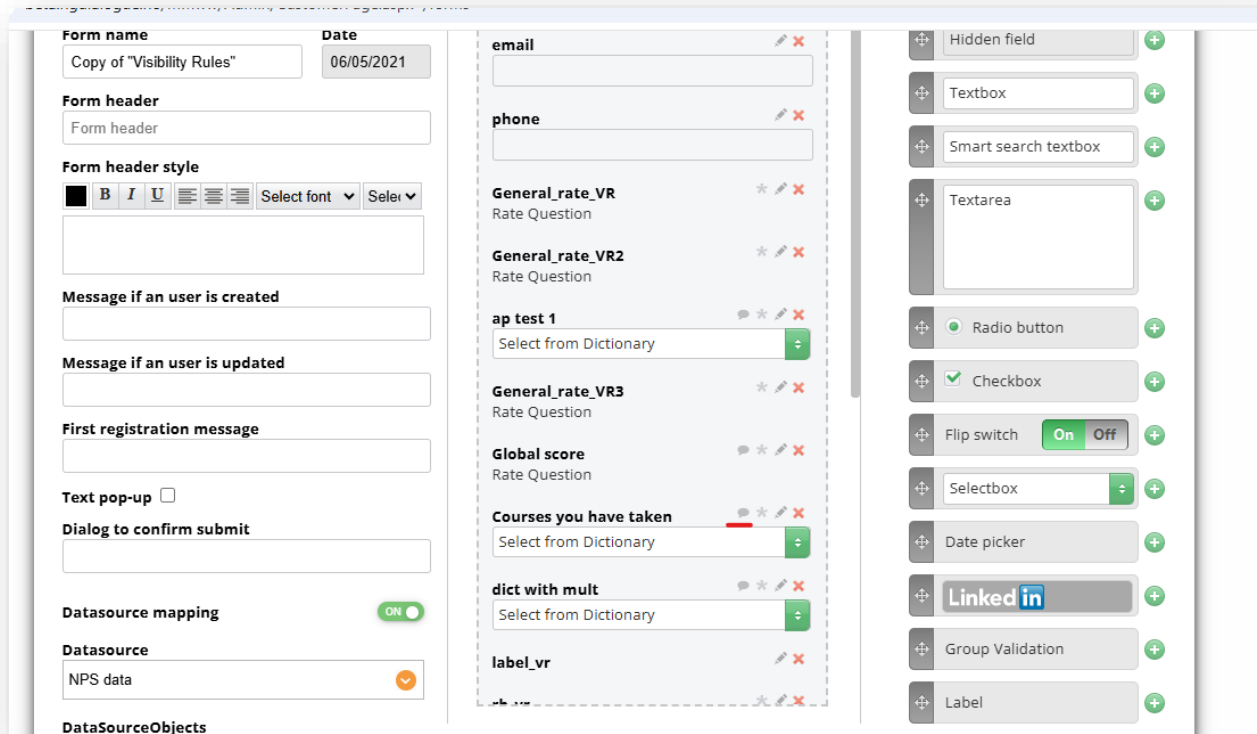 Form name
Date
Copy of "Visibility Rules"
06/05/2021
Form header
Form header
Form header style
B I U
Select font
Selec
Message if an user is created
Message if an user is updated
First registration message
Text pop-up
Dialog to confirm submit
Datasource mapping
ON
Datasource
NPS data
DataSourceObjects
email
phone
General_rate_VR
Rate Question
General_rate_VR2
Rate Question
ap test 1
Select from Dictionary
General_rate_VR3
Rate Question
Global score
Rate Question
Courses you have taken
Select from Dictionary
dict with mult
Select from Dictionary
label_vr
Hidden field
Textbox
Smart search textbox
Textarea
Radio button
Checkbox
Flip switch
On Off
Selectbox
Date picker
Linked in
Group Validation
Label